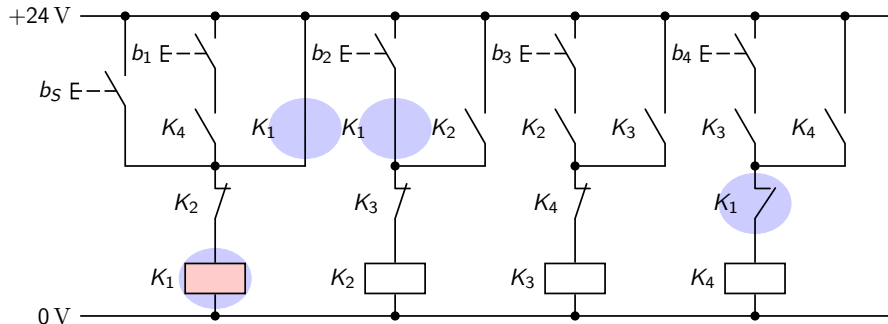 +24 V
b1 b2 b3 b4
bS
K4 K1 K1 K2 K2 K3 K3 K4
K2 K3 K4 K1
K1 K2 K3 K4
0 V